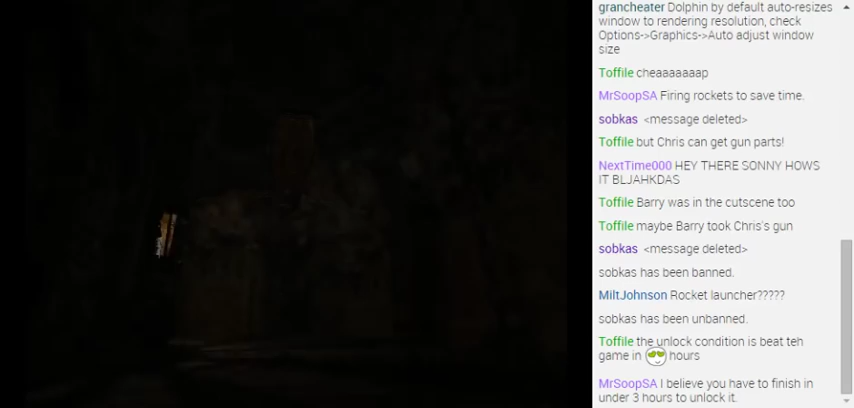 grancheater Dolphin by default auto-resizes
window to rendering resolution, check
Options->Graphics->Auto adjust window
size
Toffile cheaaaaaap
MrSoopSA Firing rockets to save time.
sobkas <message deleted>
Toffile but Chris can get gun parts!
NextTime000 HEY THERE SONNY HOWS
IT BLJAHKDAS
Toffile Barry was in the cutscene too
Toffile maybe Barry took Chris's gun
sobkas <message deleted>
sobkas has been banned.
MiltJohnson Rocket launcher?????
sobkas has been unbanned.
Toffile the unlock condition is beat teh
game in hours
MrSoopSA I believe you have to finish in
under 3 hours to unlock it.